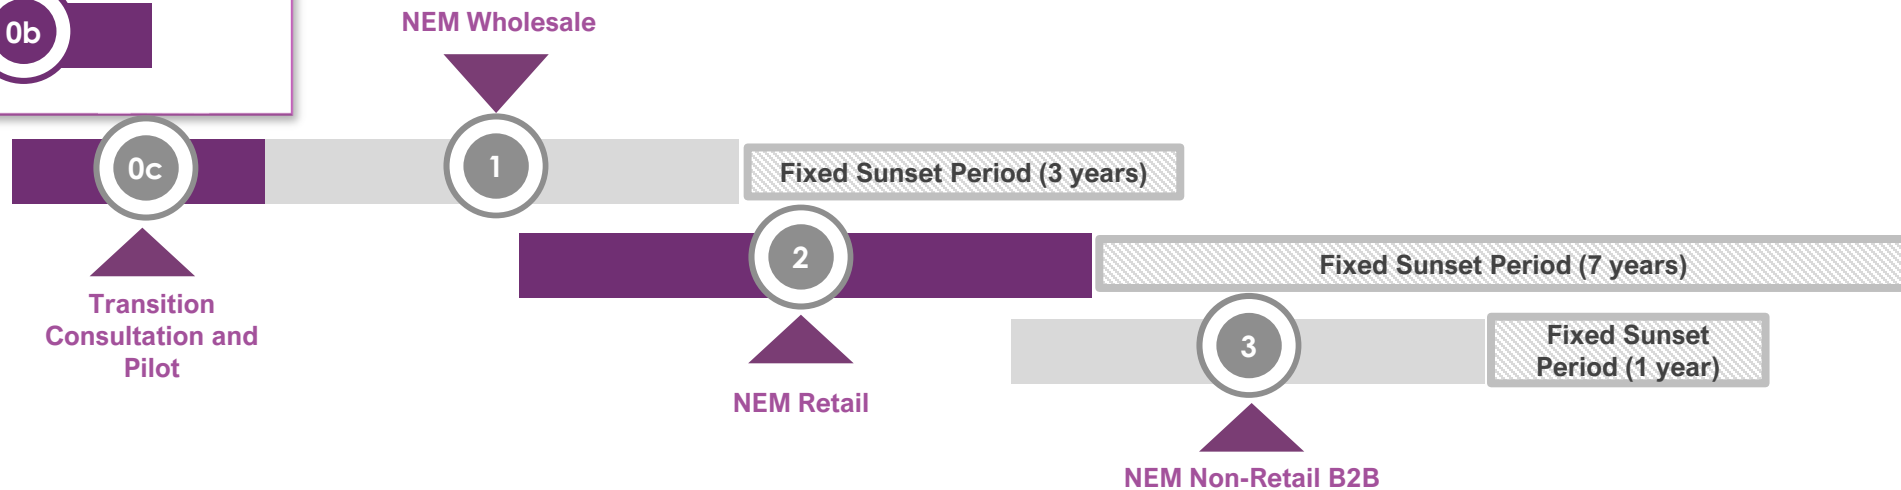 0b
NEM Wholesale
0c
1
Fixed Sunset Period (3 years)
2
Fixed Sunset Period (7 years)
Transition
Consultation and
Pilot
3
Fixed Sunset
Period (1 year)
NEM Retail
NEM Non-Retail B2B